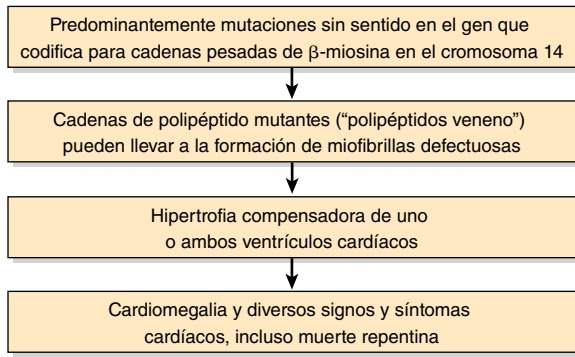 Predominantemente mutaciones sin sentido en el gen que
codifica para cadenas pesadas de β-miosina en el cromosoma 14
Cadenas de polipéptido mutantes (“polipéptidos veneno”)
pueden llevar a la formación de miofibrillas defectuosas
Hipertrofia compensadora de uno
o ambos ventrículos cardíacos
Cardiomegalia y diversos signos y síntomas
cardíacos, incluso muerte repentina